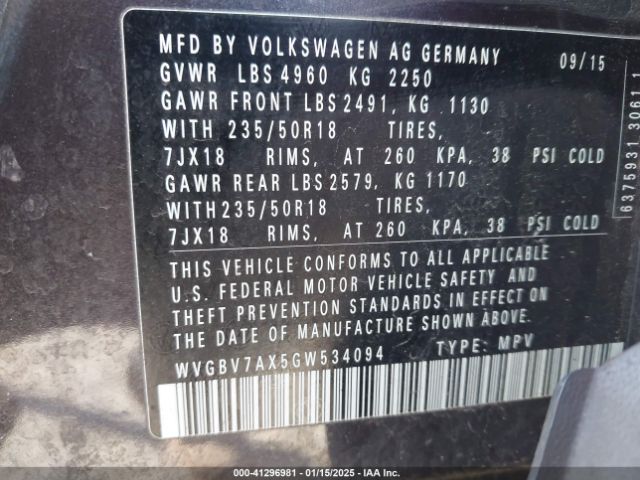 MFD BY VOLKSWAGEN AG GERMANY 09/15
GVWR LBS 4960 KG 2250
GAWR FRONT LBS 2491, KG 1130
WITH 235/50R18 TIRES,
7JX18 RIMS, AT 260 KPA, 38 PSI COLD
GAWR REAR LBS 2579, KG 1170
WITH235/50R18 TIRES,
7JX18 RIMS, AT 260 KPA, 38 PSI COLD
THIS VEHICLE CONFORMS TO ALL APPLICABLE
U.S. FEDERAL MOTOR VEHICLE SAFETY AND
THEFT PREVENTION STANDARDS IN EFFECT ON
THE DATE OF MANUFACTURE SHOWN ABOVE.
WVGBV7AX5GW534094 TYPE: MPV
6375931 3061
000-41296981 - 01/15/2025 - IAA Inc.